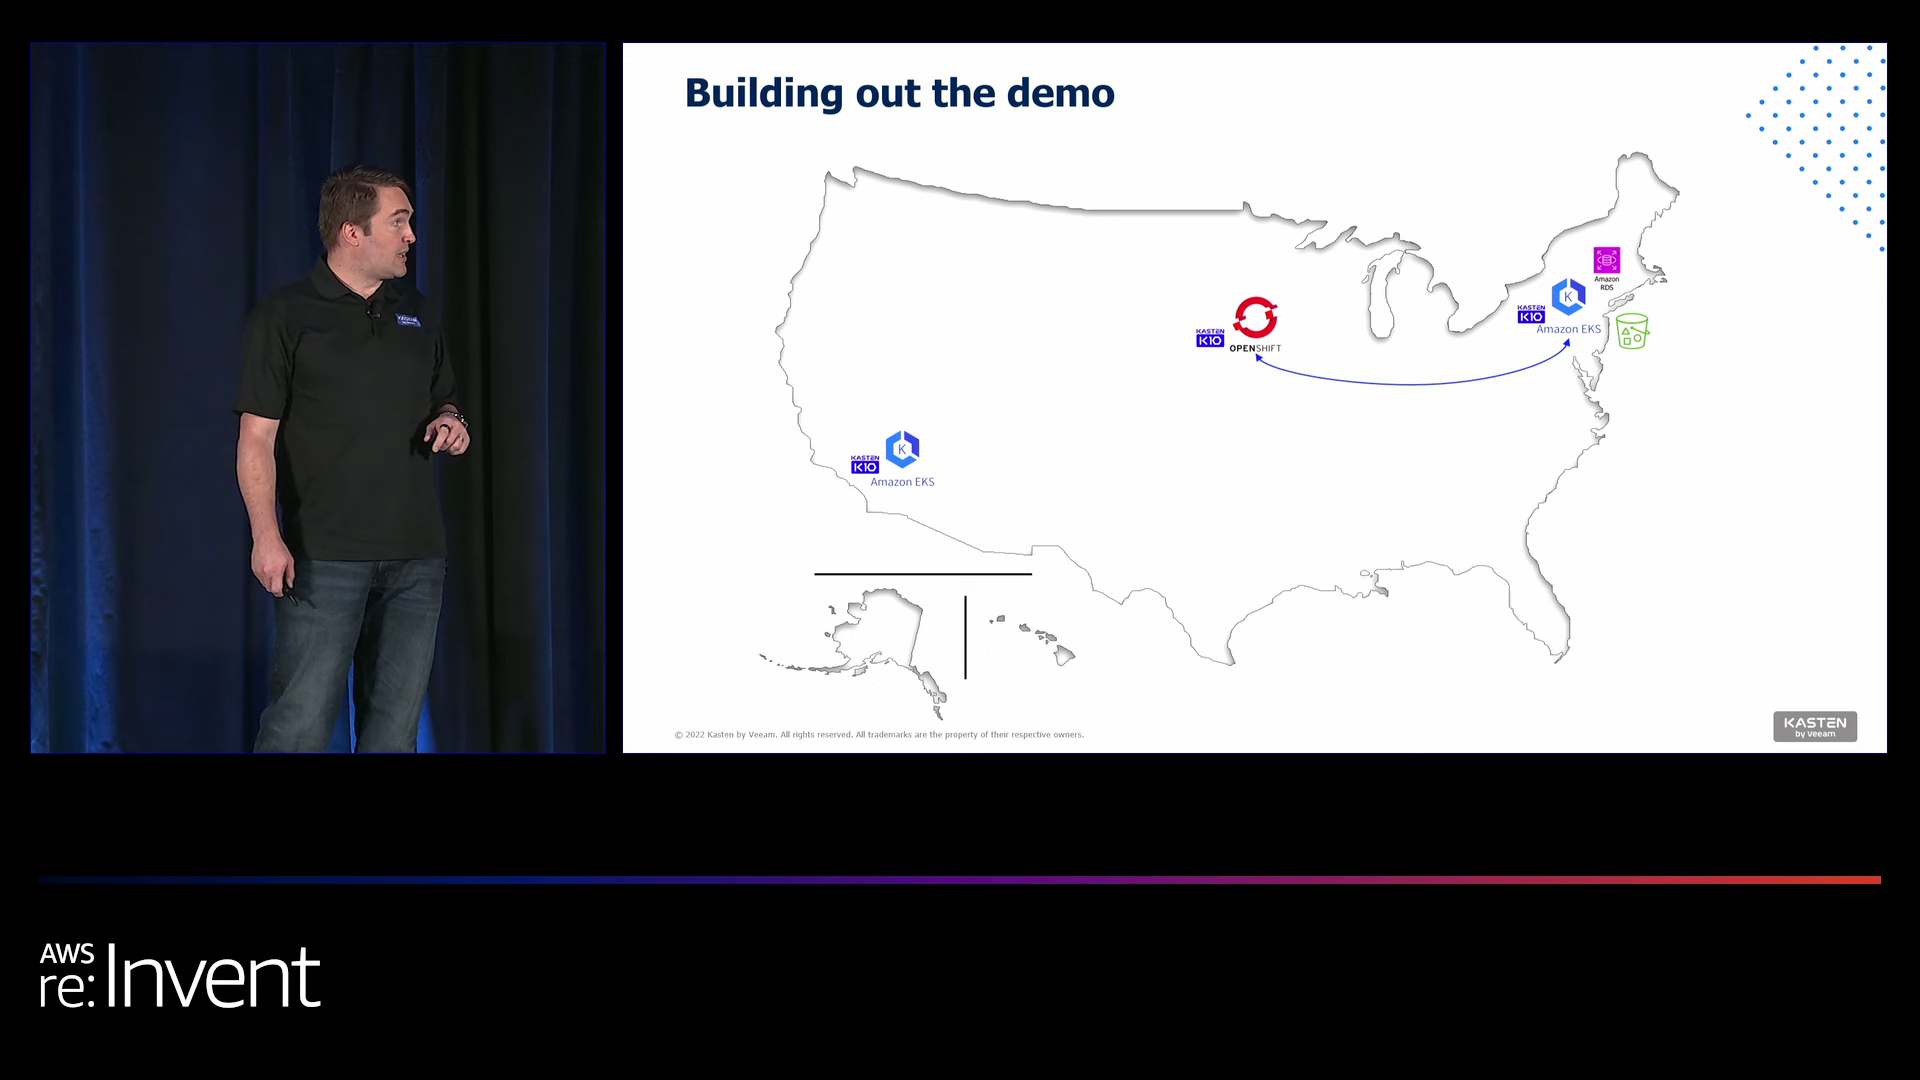 Building out the demo
Amazon
RDS
KASTEN
K10
K
Amazon EKS
KASTEN
K10
OPENSHIFT
KASTEN
K10
K
Amazon EKS
© 2022 Kasten by Veeam. All rights reserved. All trademarks are the property of their respective owners.
KASTEN
by Veeam
AWS
re:Invent